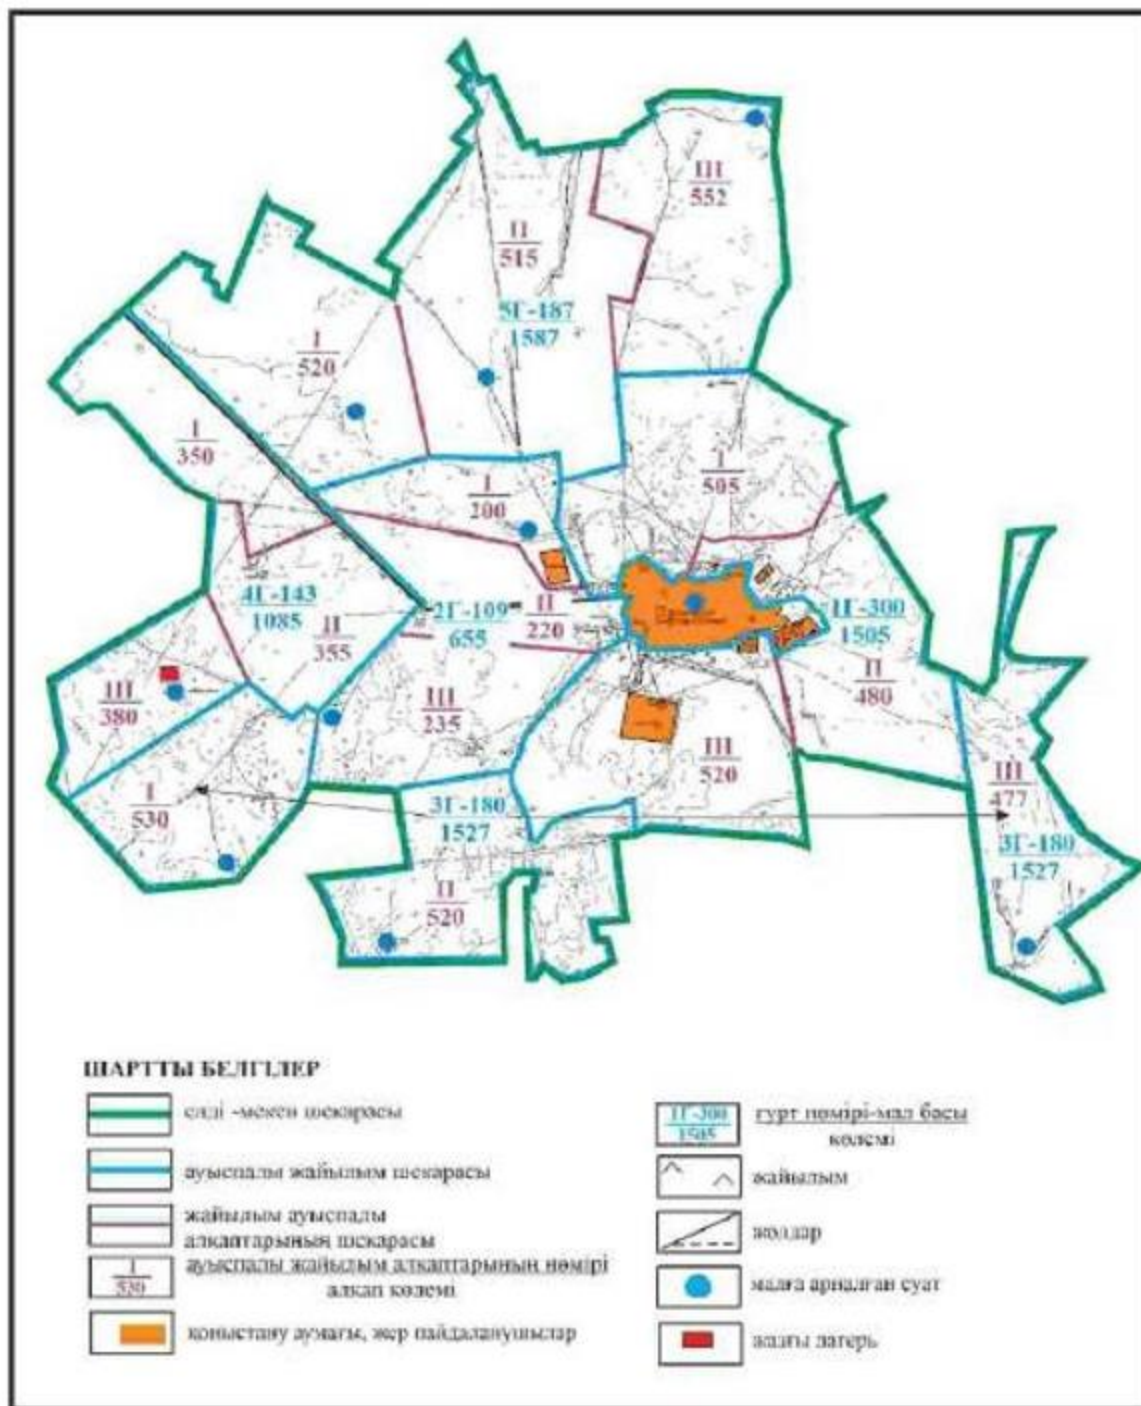 III
552
II
515
5Г-187
1587
I
520
I
350
I
505
I
200
4Г-143
1085
2Г-109
655
II
220
1Г-300
1505
II
355
II
480
III
380
III
235
III
520
III
477
I
530
3Г-180
1527
3Г-180
1527
II
520
ШАРТТЫ БЕЛГІЛЕР
елді -мекен шекарасы
ауыспалы жайылым шекарасы
жайылым ауыспалы
алқаптарының шекарасы
I
530
ауыспалы жайылым алқаптарының нөмірі
алқап көлемі
қоныстану аумағы, жер пайдаланушылар
1Г-300
1505
гурт нөмірі-мал басы
көлемі
жайылым
жолдар
малға арналған суат
жазғы лагерь